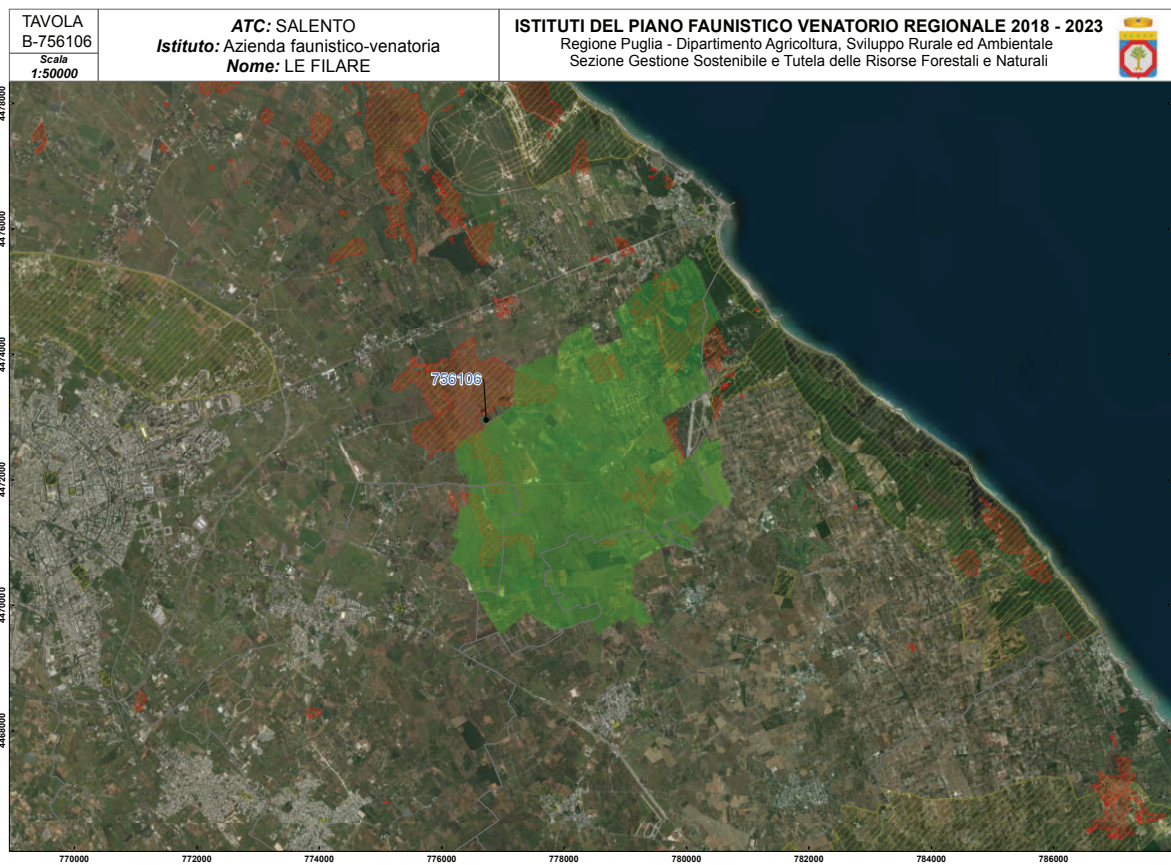 TAVOLA
B-756106
Scala
1:50000
ATC: SALENTO
Istituto: Azienda faunistico-venatoria
Nome: LE FILARE
ISTITUTI DEL PIANO FAUNISTICO VENATORIO REGIONALE 2018 - 2023
Regione Puglia - Dipartimento Agricoltura, Sviluppo Rurale ed Ambientale
Sezione Gestione Sostenibile e Tutela delle Risorse Forestali e Naturali
4478000
4476000
4474000
4472000
4470000
4468000
756106
770000 772000 774000 776000 778000 780000 782000 784000 786000